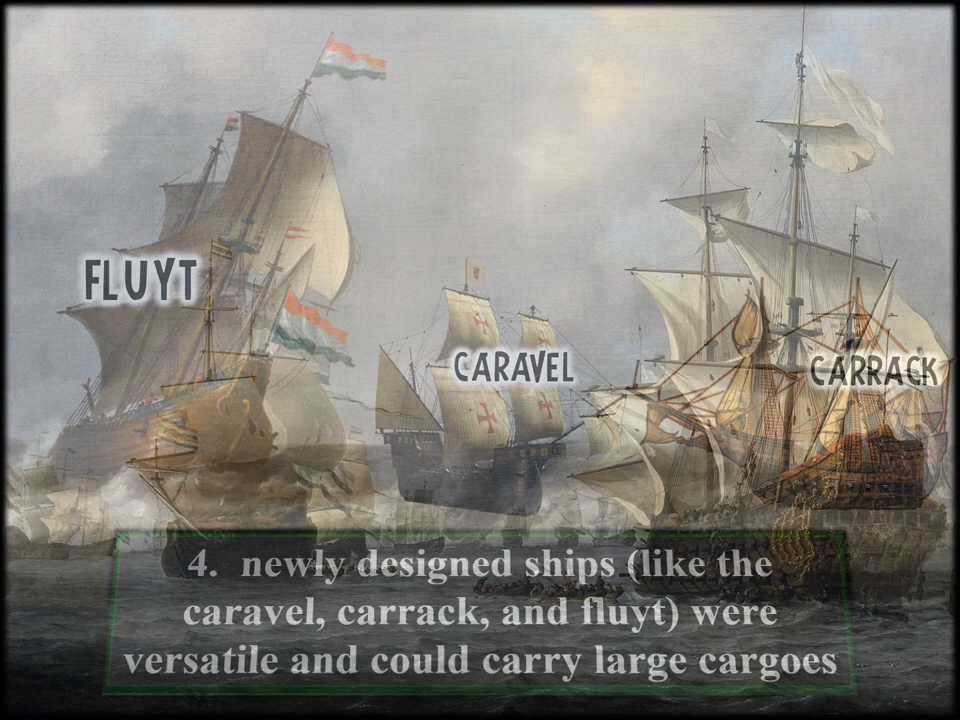 FLUYT
CARAVEL
CARRACK
4. newly designed ships (like the
caravel, carrack, and fluyt) were
versatile and could carry large cargoes